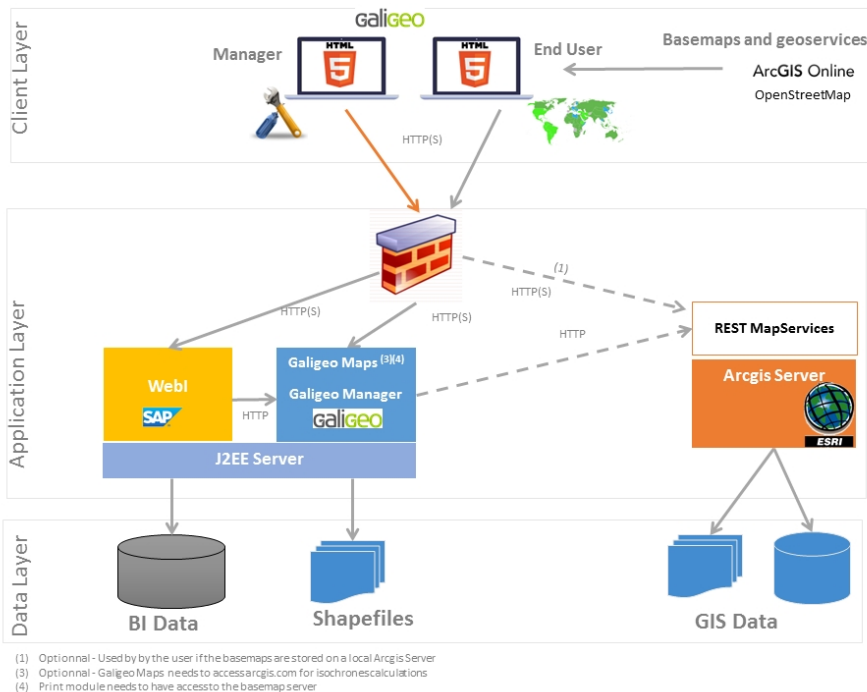 Client Layer
GALIGEO
Manager
HTML
5
HTML
5
End User
Basemaps and geoservices
ArcGIS Online
OpenStreetMap
HTTP(S)
Application Layer
(1)
HTTP(S)
HTTP(S)
HTTP(S)
HTTP
REST MapServices
WebI
SAP
HTTP
Galigeo Maps (3)(4)
Galigeo Manager
GALIGEO
J2EE Server
Arcgis Server
ESRI
Data Layer
BI Data
Shapefiles
GIS Data
(1) Optionnal - Used by by the user if the basemaps are stored on a local Arcgis Server
(3) Optionnal - Galigeo Maps needs to access arcgis.com for isochrones calculations
(4) Print module needs to have access to the basemap server